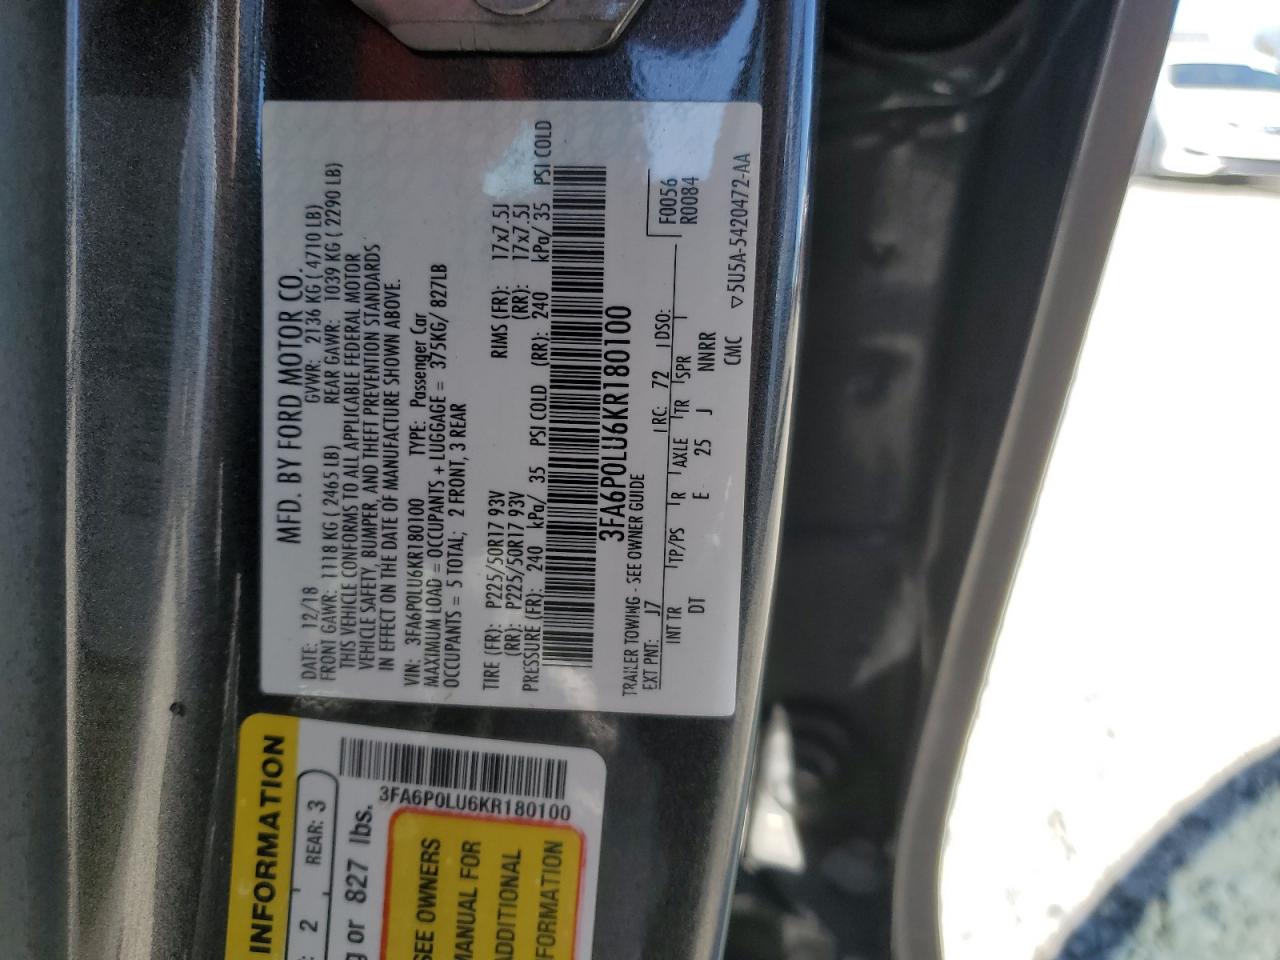 MFD. BY FORD MOTOR CO.
DATE: 12/18 GVWR: 2136 KG ( 4710 LB)
FRONT GAWR: 1118 KG ( 2465 LB) REAR GAWR: 1039 KG ( 2290 LB)
THIS VEHICLE CONFORMS TO ALL APPLICABLE FEDERAL MOTOR
VEHICLE SAFETY, BUMPER, AND THEFT PREVENTION STANDARDS
IN EFFECT ON THE DATE OF MANUFACTURE SHOWN ABOVE.
VIN: 3FA6P0LU6KR180100 TYPE: Passenger Car
MAXIMUM LOAD = OCCUPANTS + LUGGAGE = 375KG/ 827LB
OCCUPANTS = 5 TOTAL; 2 FRONT, 3 REAR
TIRE (FR): P225/50R17 93V RIMS (FR): 17x7.5J
(RR): P225/50R17 93V (RR): 17x7.5J
PRESSURE (FR): 240 kPa/ 35 PSI COLD (RR): 240 kPa/ 35 PSI COLD
3FA6P0LU6KR180100
TRAILER TOWING - SEE OWNER GUIDE
F0056
R0084
EXT PNT: J7 RC: 72 DSO:
INT TR TP/PS R AXLE TR SPR
DT E 25 J NNRR
CMC ▽5U5A-5420472-AA
INFORMATION
2 REAR: 3
or 827 lbs.
3FA6P0LU6KR180100
SEE OWNERS
MANUAL FOR
ADDITIONAL